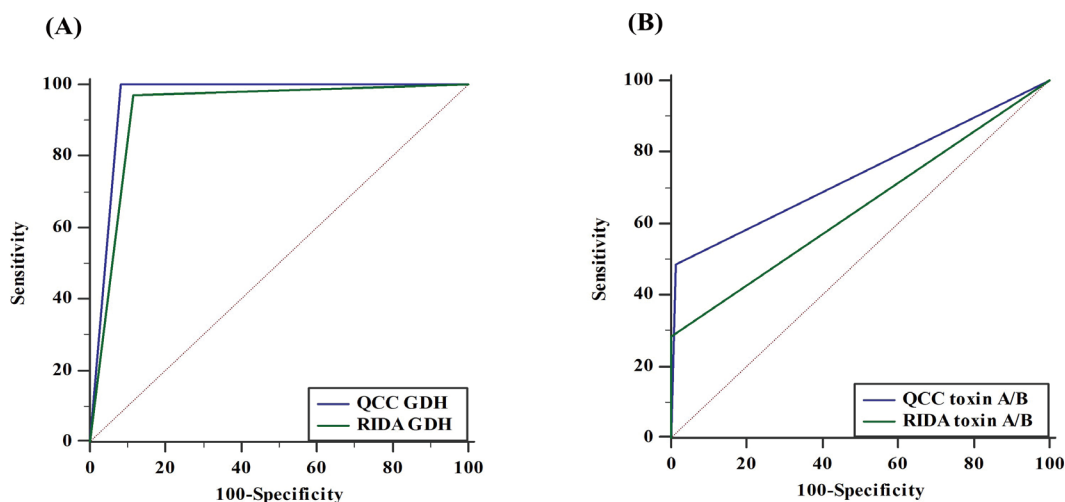 (A)
100
80
60
40
20
0
Sensitivity
QCC GDH
RIDA GDH
0 20 40 60 80 100
100-Specificity
(B)
100
80
60
40
20
0
Sensitivity
QCC toxin A/B
RIDA toxin A/B
0 20 40 60 80 100
100-Specificity